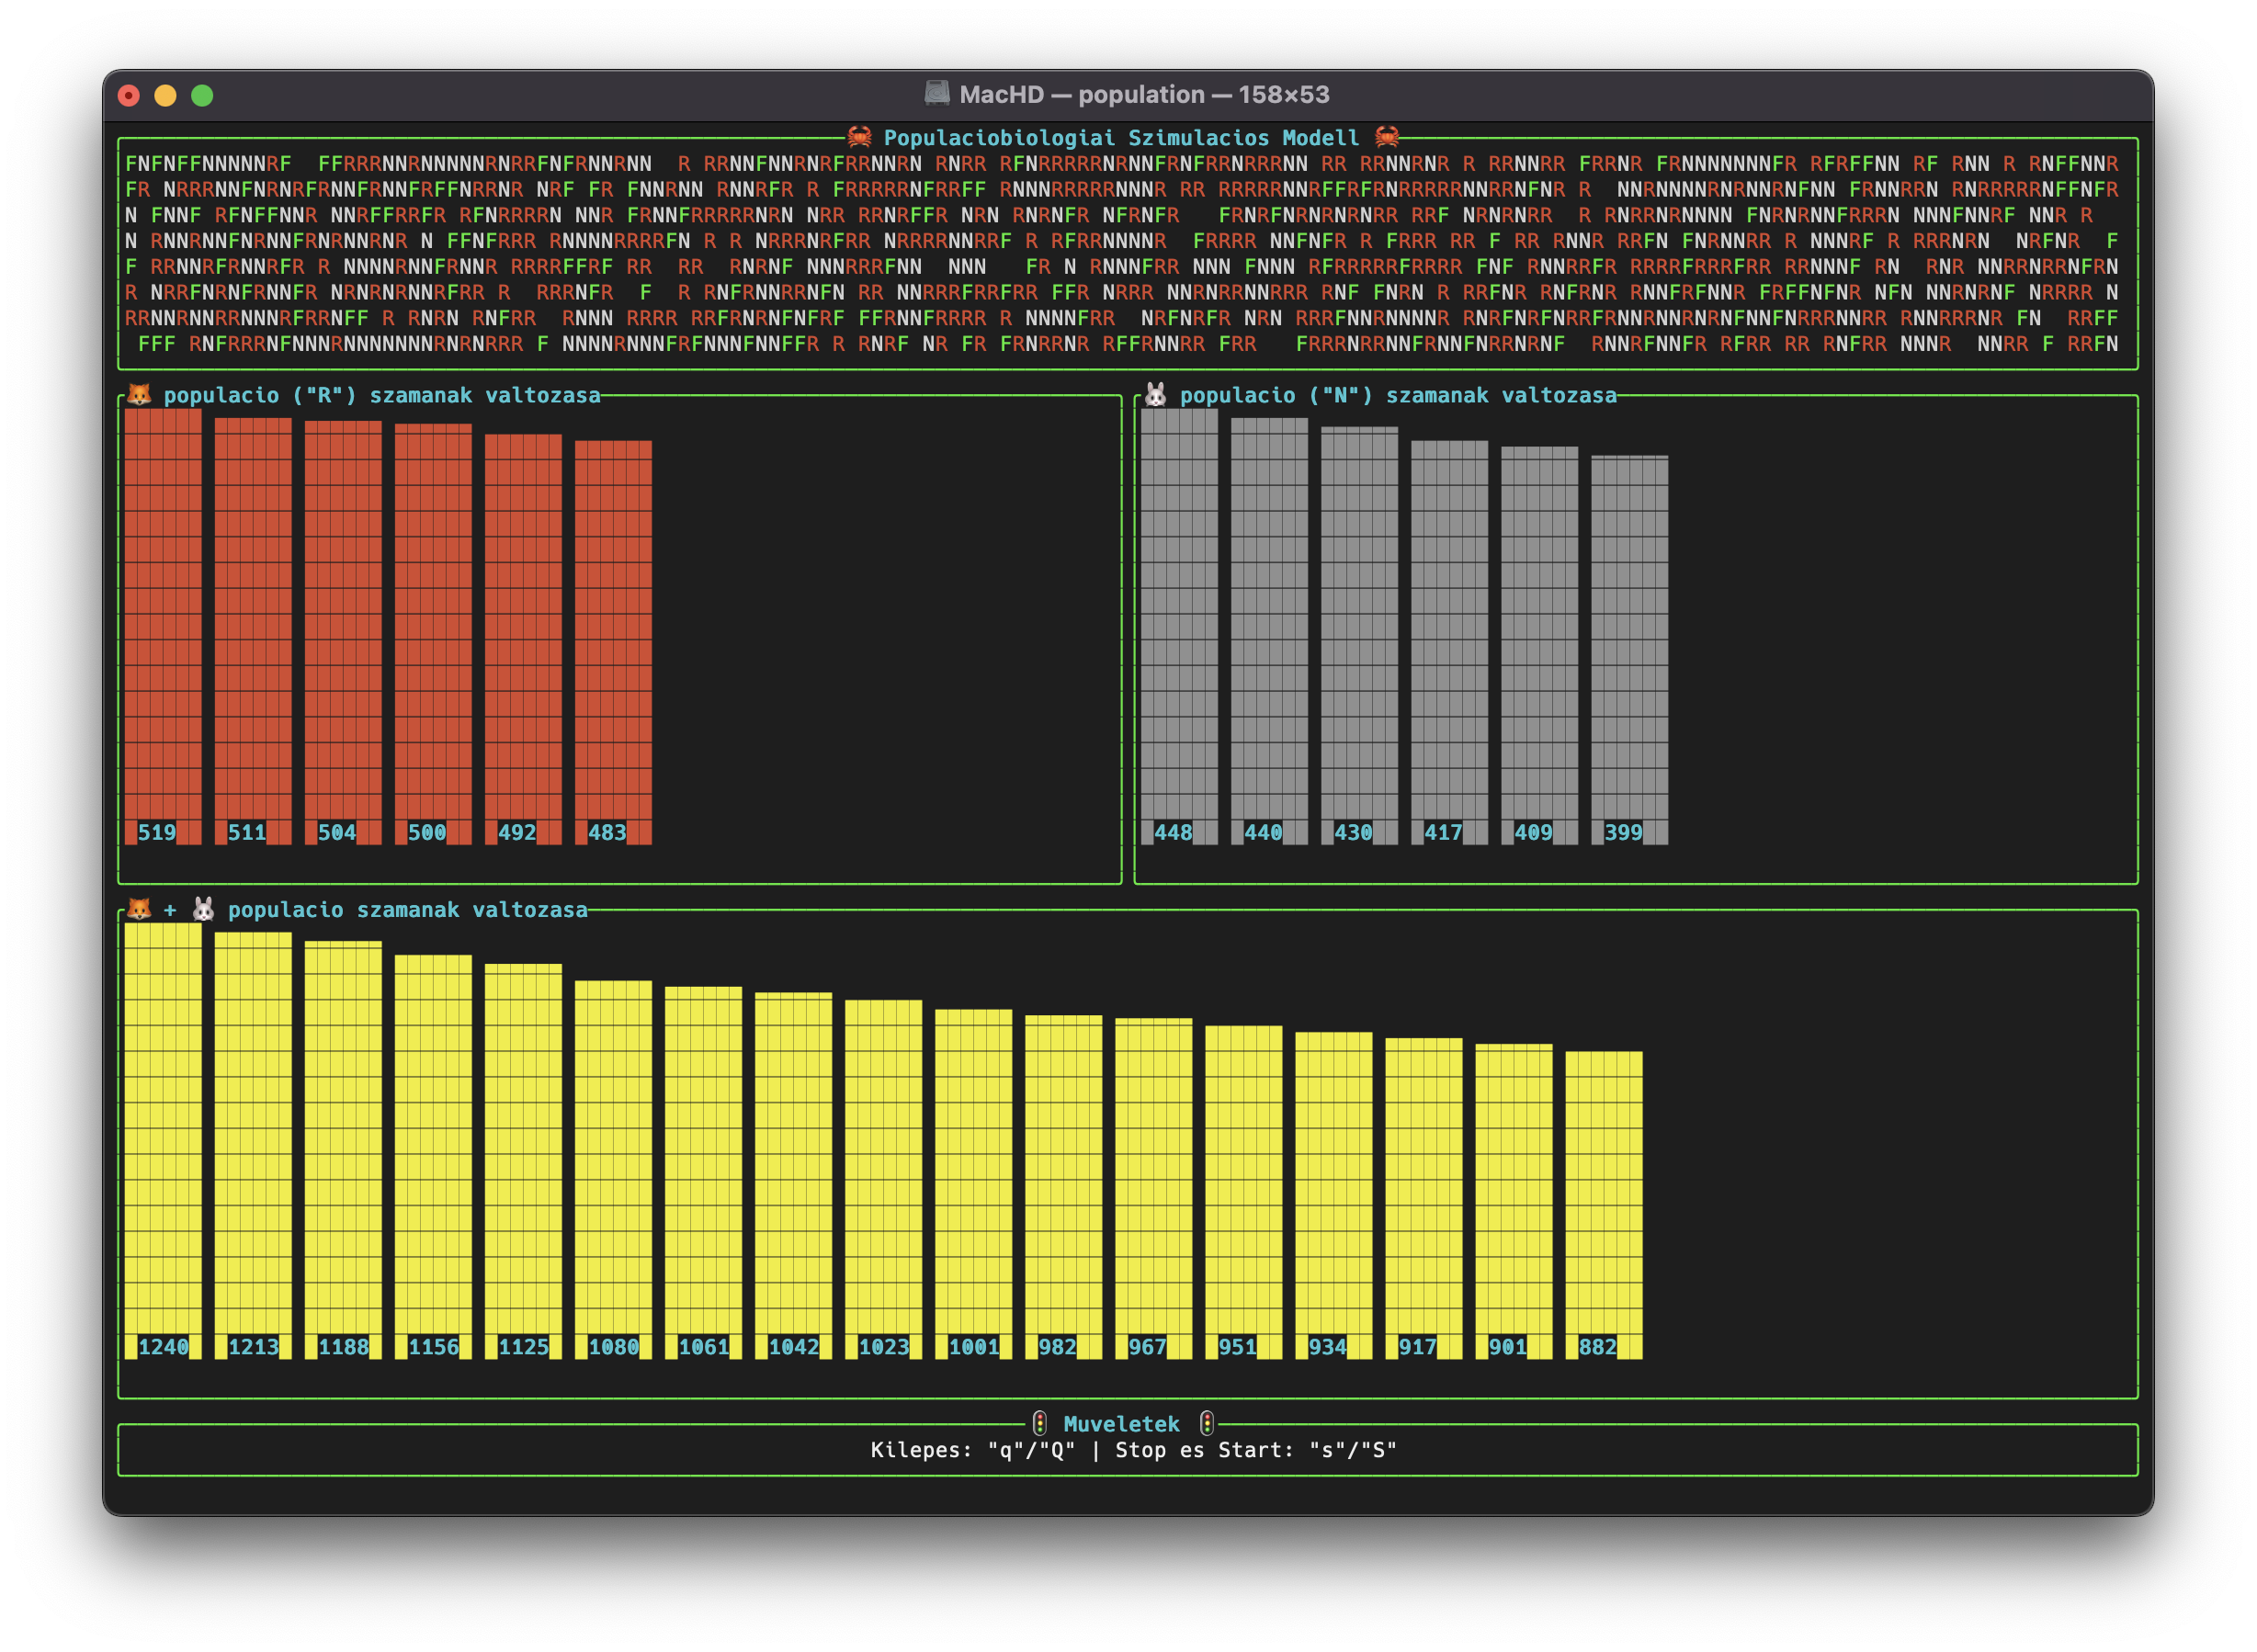 MacHD — population — 158×53
🦀 Populaciobiologiai Szimulacios Modell 🦀
FNFNFFNNNNNRF  FFRRRNNRNNNNNRNRRFNFRNNRNN  R RRNNFNNRNRFRRNNRN RNRR RFNRRRRRNRNNFRNFRRNRRRNN RR RRNNRNR R RRNNRR FRRNR FRNNNNNNNFR RFRFFNN RF RNN R RNFFNNR
FR NRRRNNFNRNRFRNNFRNNFRFFNRRNR NRF FR FNNRNN RNNRFR R FRRRRRNFRRFF RNNNRRRRRNNNR RR RRRRRNNRFFRFRNRRRRRNNRRNFNR R  NNRNNNNRNRNNRNFNN FRNNRRN RNRRRRRNFFNFR
N FNNF RFNFFNNR NNRFFRRFR RFNRRRRN NNR FRNNFRRRRRNRN NRR RRNRFFR NRN RNRNFR NFRNFR   FRNRFNRNRNRNRR RRF NRNRNRR  R RNRRNRNNNN FNRNRNNFRRRN NNNFNNRF NNR R
N RNNRNNFNRNNFRNRNNRNR N FFNFRRR RNNNNRRRRFN R R NRRRNRFRR NRRRRNNRRF R RFRRNNNNR  FRRRR NNFNFR R FRRR RR F RR RNNR RRFN FNRNNRR R NNNRF R RRRNRN  NRFNR  F
F RRNNRFRNNRFR R NNNNRNNFRNNR RRRRFFRF RR  RR  RNRNF NNNRRRFNN  NNN   FR N RNNNFRR NNN FNNN RFRRRRRFRRRR FNF RNNRRFR RRRRFRRRFRR RRNNNF RN  RNR NNRRNRRNFRN
R NRRFNRNFRNNFR NRNRNRNNRFRR R  RRRNFR  F  R RNFRNNRRNFN RR NNRRRFRRFRR FFR NRRR NNRNRRNNRRR RNF FNRN R RRFNR RNFRNR RNNFRFNNR FRFFNFNR NFN NNRNRNF NRRRR N
RRNNRNNRRNNNRFRRNFF R RNRN RNFRR  RNNN RRRR RRFRNRNFNFRF FFRNNFRRRR R NNNNFRR  NRFNRFR NRN RRRFNNRNNNNR RNRFNRFNRRFRNNRNNRNRNFNNFNRRRNNRR RNNRRRNR FN  RRFF
 FFF RNFRRRNFNNNRNNNNNNNRNRNRRR F NNNNRNNNFRFNNNFNNFFR R RNRF NR FR FRNRRNR RFFRNNRR FRR   FRRRNRRNNFRNNFNRRNRNF  RNNRFNNFR RFRR RR RNFRR NNNR  NNRR F RRFN
🦊 populacio ("R") szamanak valtozasa
519 511 504 500 492 483
🐰 populacio ("N") szamanak valtozasa
448 440 430 417 409 399
🦊 + 🐰 populacio szamanak valtozasa
1240 1213 1188 1156 1125 1080 1061 1042 1023 1001 982 967 951 934 917 901 882
🚦 Muveletek 🚦
Kilepes: "q"/"Q" | Stop es Start: "s"/"S"